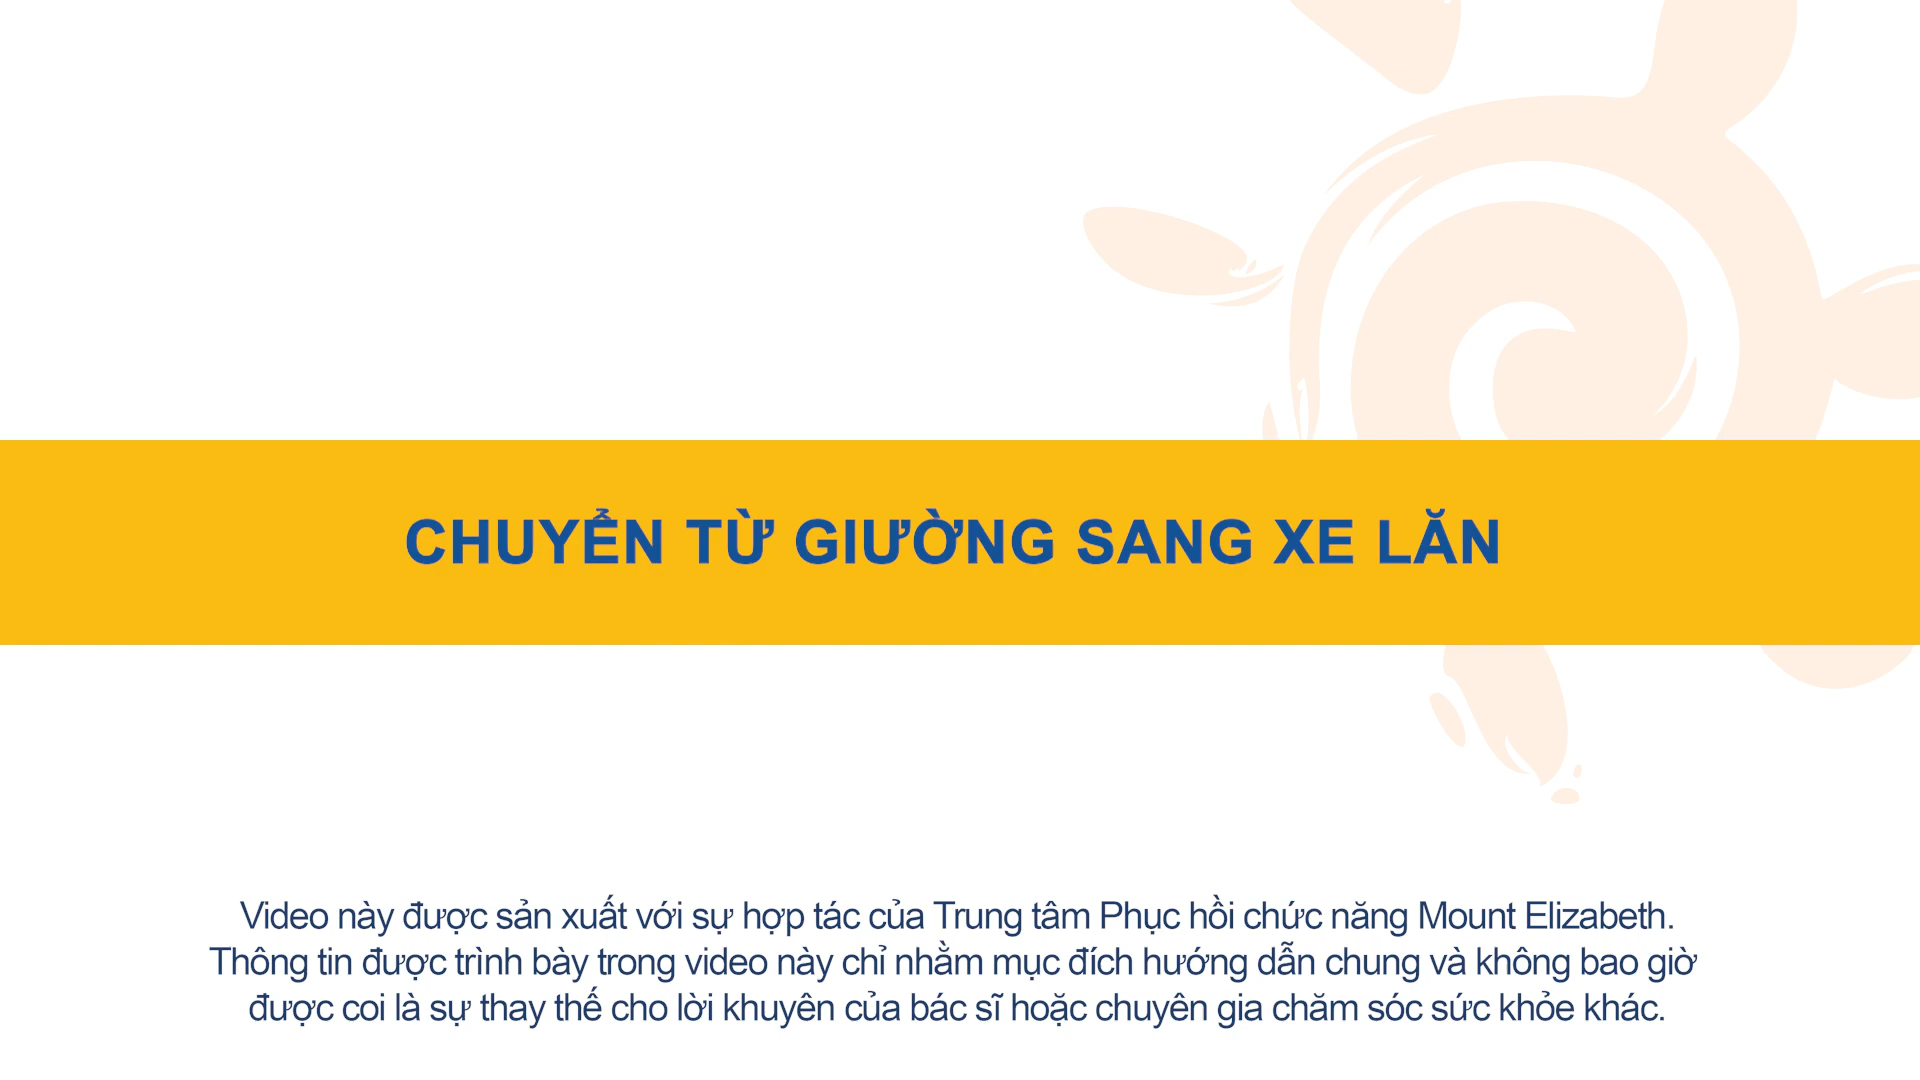 CHUYỂN TỪ GIƯỜNG SANG XE LĂN
Video này được sản xuất với sự hợp tác của Trung tâm Phục hồi chức năng Mount Elizabeth.
Thông tin được trình bày trong video này chỉ nhằm mục đích hướng dẫn chung và không bao giờ
được coi là sự thay thế cho lời khuyên của bác sĩ hoặc chuyên gia chăm sóc sức khỏe khác.